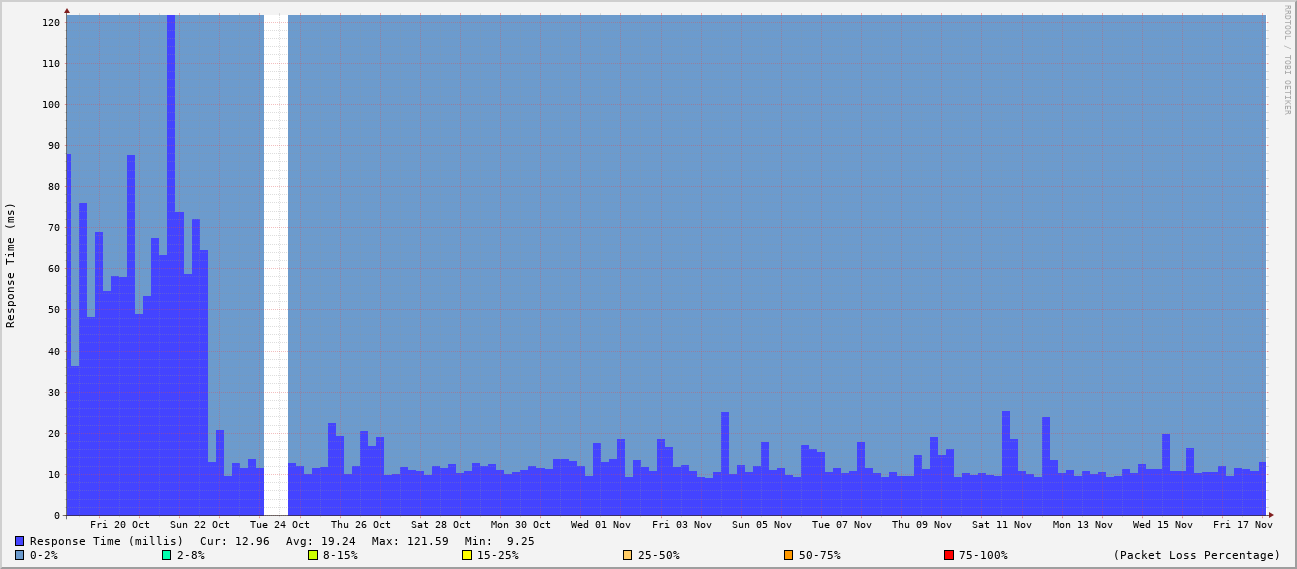 RRDTOOL / TOBI OETIKER
Response Time (ms)
120
110
100
90
80
70
60
50
40
30
20
10
0
Fri 20 Oct Sun 22 Oct Tue 24 Oct Thu 26 Oct Sat 28 Oct Mon 30 Oct Wed 01 Nov Fri 03 Nov Sun 05 Nov Tue 07 Nov Thu 09 Nov Sat 11 Nov Mon 13 Nov Wed 15 Nov Fri 17 Nov
Response Time (millis) Cur: 12.96 Avg: 19.24 Max: 121.59 Min: 9.25
0-2% 2-8% 8-15% 15-25% 25-50% 50-75% 75-100% (Packet Loss Percentage)